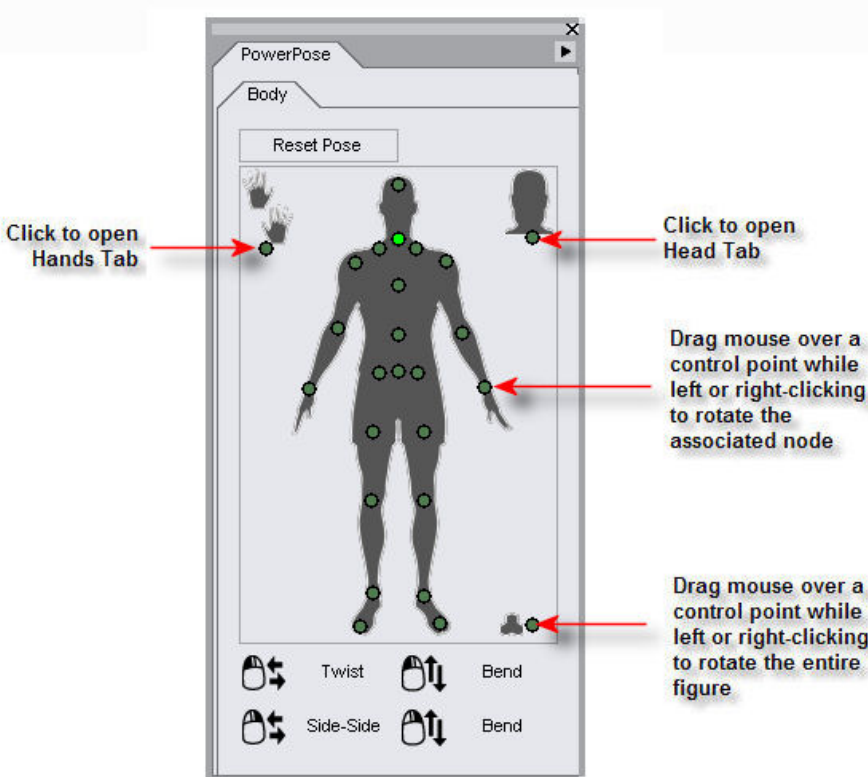 PowerPose
Body
Reset Pose
Click to open
Hands Tab
Click to open
Head Tab
Drag mouse over a
control point while
left or right-clicking
to rotate the
associated node
Drag mouse over a
control point while
left or right-clicking
to rotate the entire
figure
Twist
Bend
Side-Side
Bend